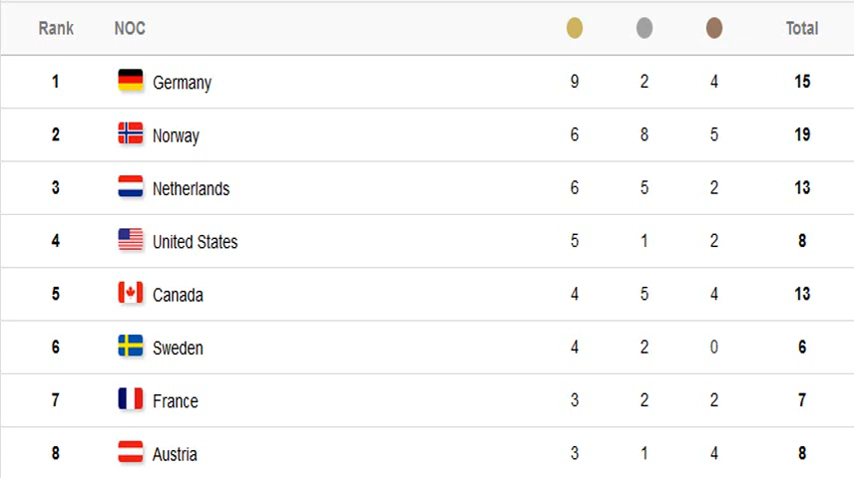 Rank NOC Total
1 Germany 9 2 4 15
2 Norway 6 8 5 19
3 Netherlands 6 5 2 13
4 United States 5 1 2 8
5 Canada 4 5 4 13
6 Sweden 4 2 0 6
7 France 3 2 2 7
8 Austria 3 1 4 8